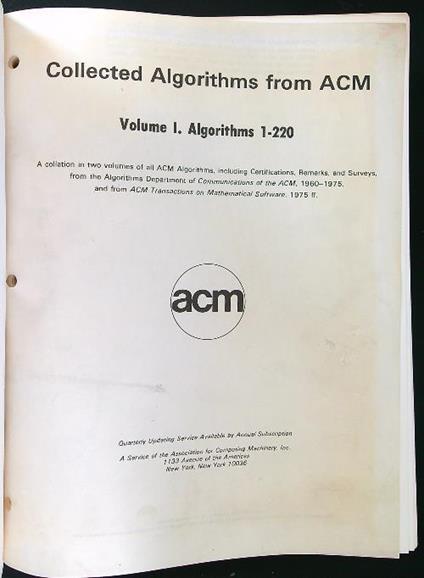 Collected Algorithms from ACM
Volume I. Algorithms 1-220
A collation in two volumes of all ACM Algorithms, including Certifications, Remarks, and Surveys,
from the Algorithms Department of Communications of the ACM, 1960–1975,
and from ACM Transactions on Mathematical Software, 1975 ff.
acm
Quarterly Updating Service Available by Annual Subscription
A Service of the Association for Computing Machinery, Inc.
1133 Avenue of the Americas
New York, New York 10036